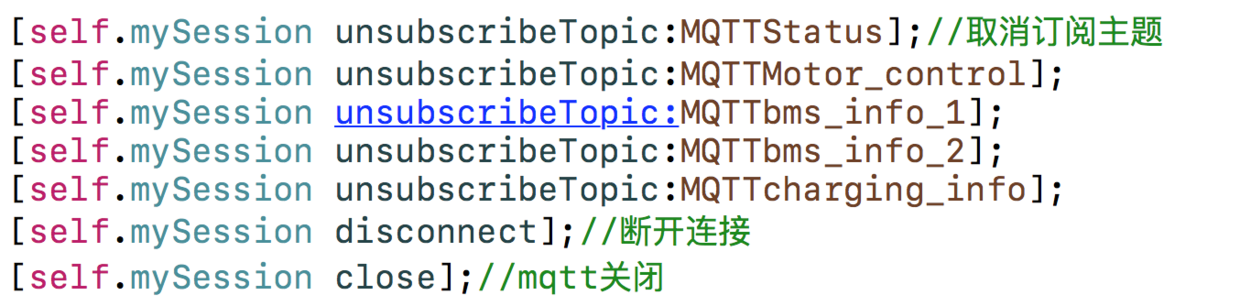 [self.mySession unsubscribeTopic:MQTTStatus];//取消订阅主题
[self.mySession unsubscribeTopic:MQTTMotor_control];
[self.mySession unsubscribeTopic:MQTTbms_info_1];
[self.mySession unsubscribeTopic:MQTTbms_info_2];
[self.mySession unsubscribeTopic:MQTTcharging_info];
[self.mySession disconnect];//断开连接
[self.mySession close];//mqtt关闭